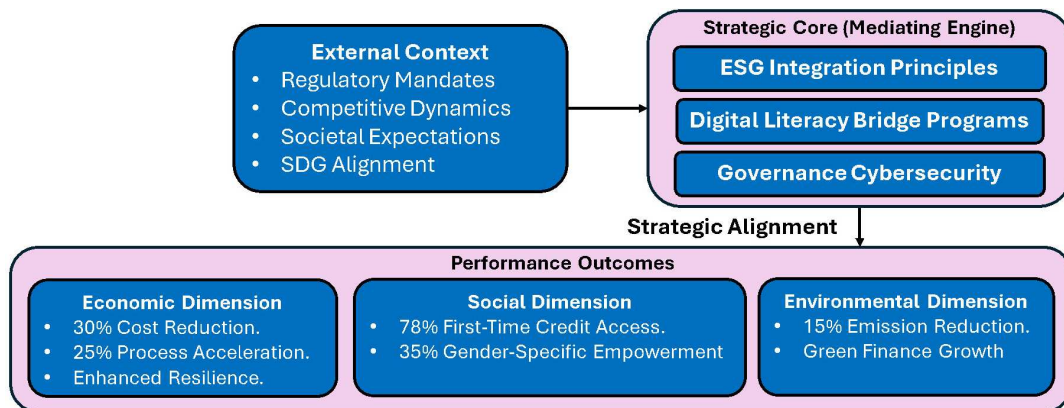 External Context
• Regulatory Mandates
• Competitive Dynamics
• Societal Expectations
• SDG Alignment
Strategic Core (Mediating Engine)
ESG Integration Principles
Digital Literacy Bridge Programs
Governance Cybersecurity
Strategic Alignment
Performance Outcomes
Economic Dimension
• 30% Cost Reduction.
• 25% Process Acceleration.
• Enhanced Resilience.
Social Dimension
• 78% First-Time Credit Access.
• 35% Gender-Specific Empowerment
Environmental Dimension
• 15% Emission Reduction.
• Green Finance Growth